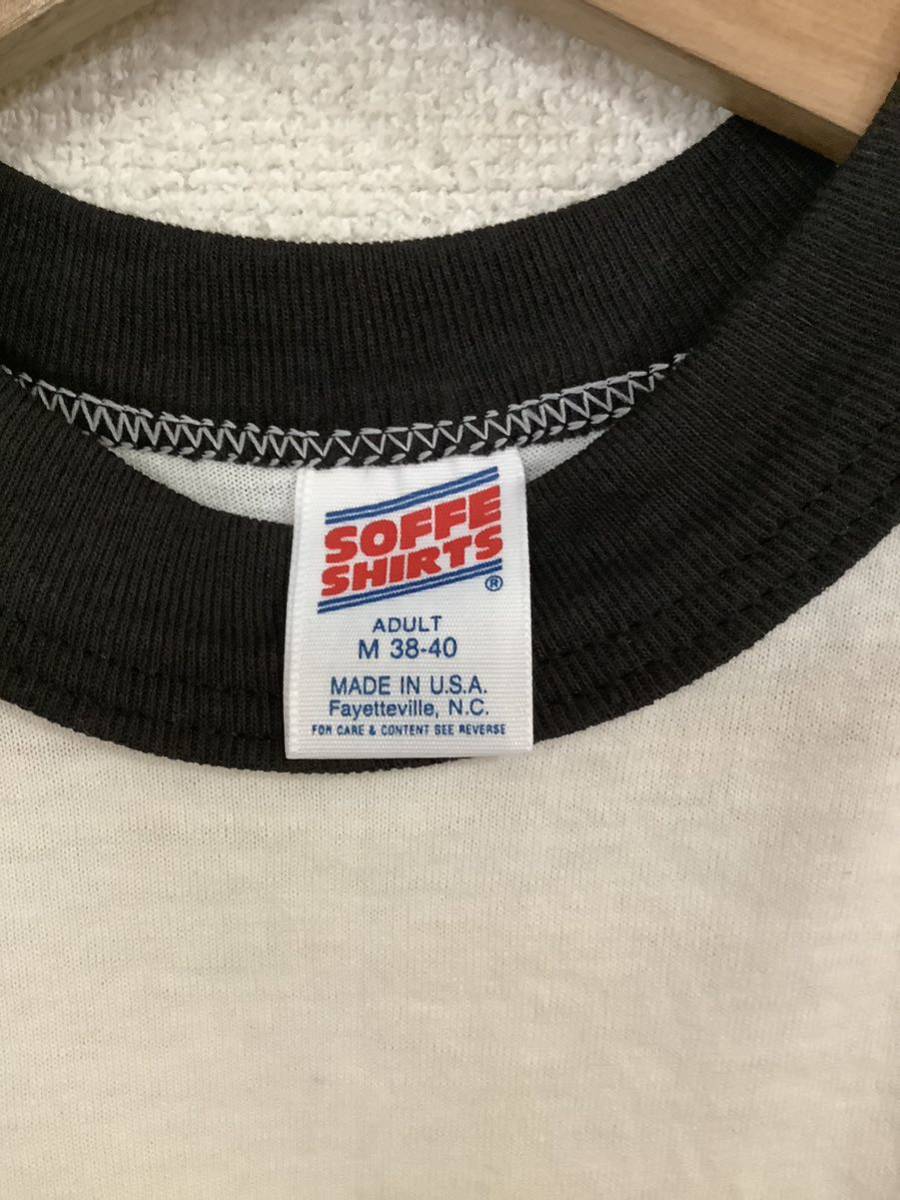 SOFFE
SHIRTS
®
ADULT
M 38-40
MADE IN U.S.A.
Fayetteville, N.C.
FOR CARE & CONTENT SEE REVERSE